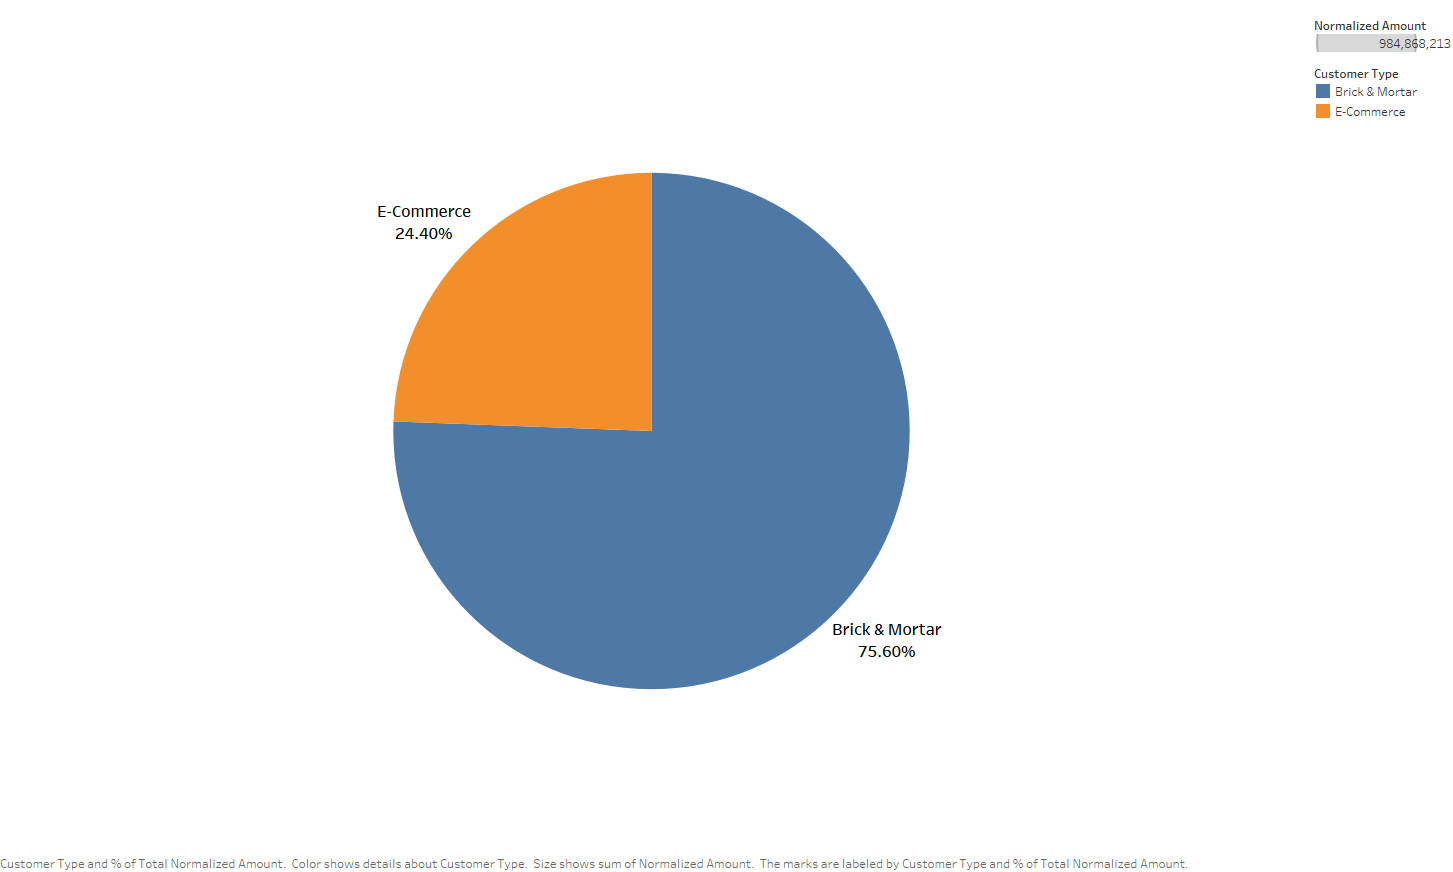 Normalized Amount
984,868,213
Customer Type
Brick & Mortar
E-Commerce
E-Commerce
24.40%
Brick & Mortar
75.60%
Customer Type and % of Total Normalized Amount.  Color shows details about Customer Type.  Size shows sum of Normalized Amount.  The marks are labeled by Customer Type and % of Total Normalized Amount.